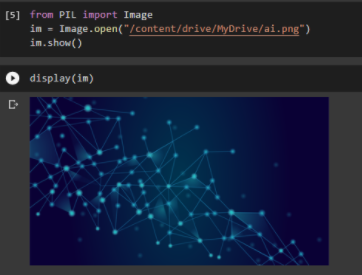 [5] from PIL import Image
im = Image.open("/content/drive/MyDrive/ai.png")
im.show()
display(im)